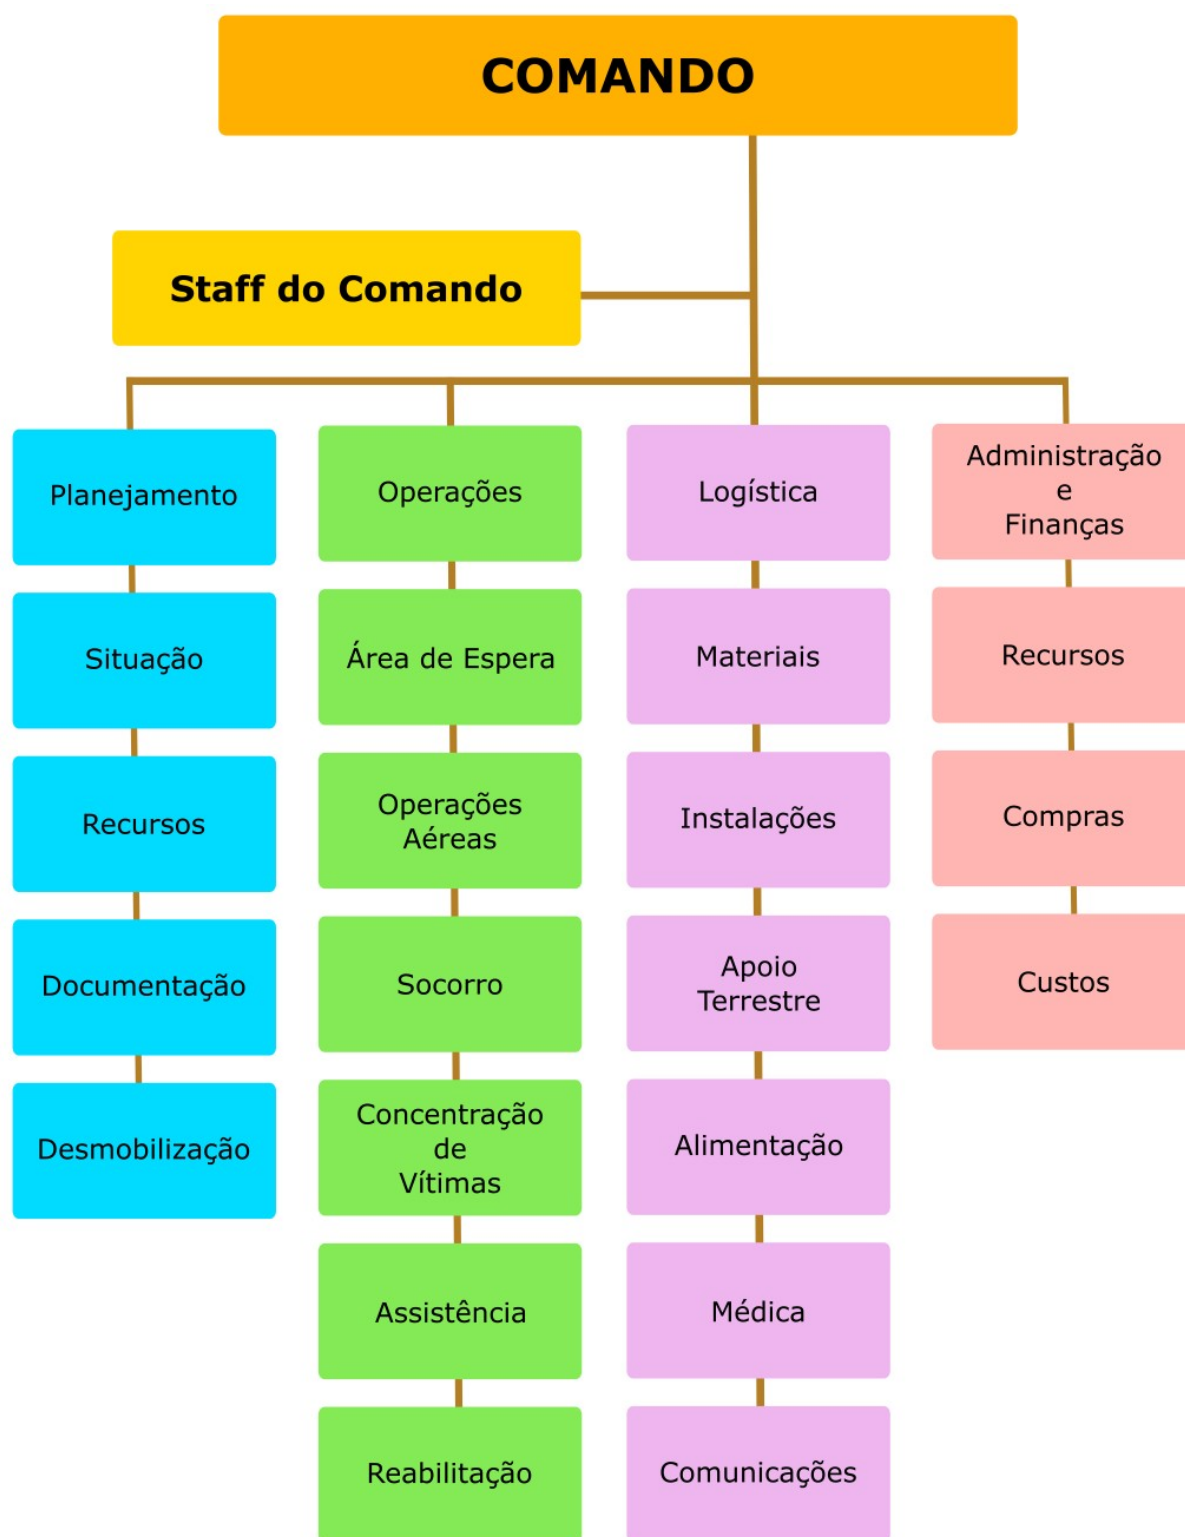 COMANDO
Staff do Comando
Planejamento
Situação
Recursos
Documentação
Desmobilização
Operações
Área de Espera
Operações
Aéreas
Socorro
Concentração
de
Vítimas
Assistência
Reabilitação
Logística
Materiais
Instalações
Apoio
Terrestre
Alimentação
Médica
Comunicações
Administração
e
Finanças
Recursos
Compras
Custos